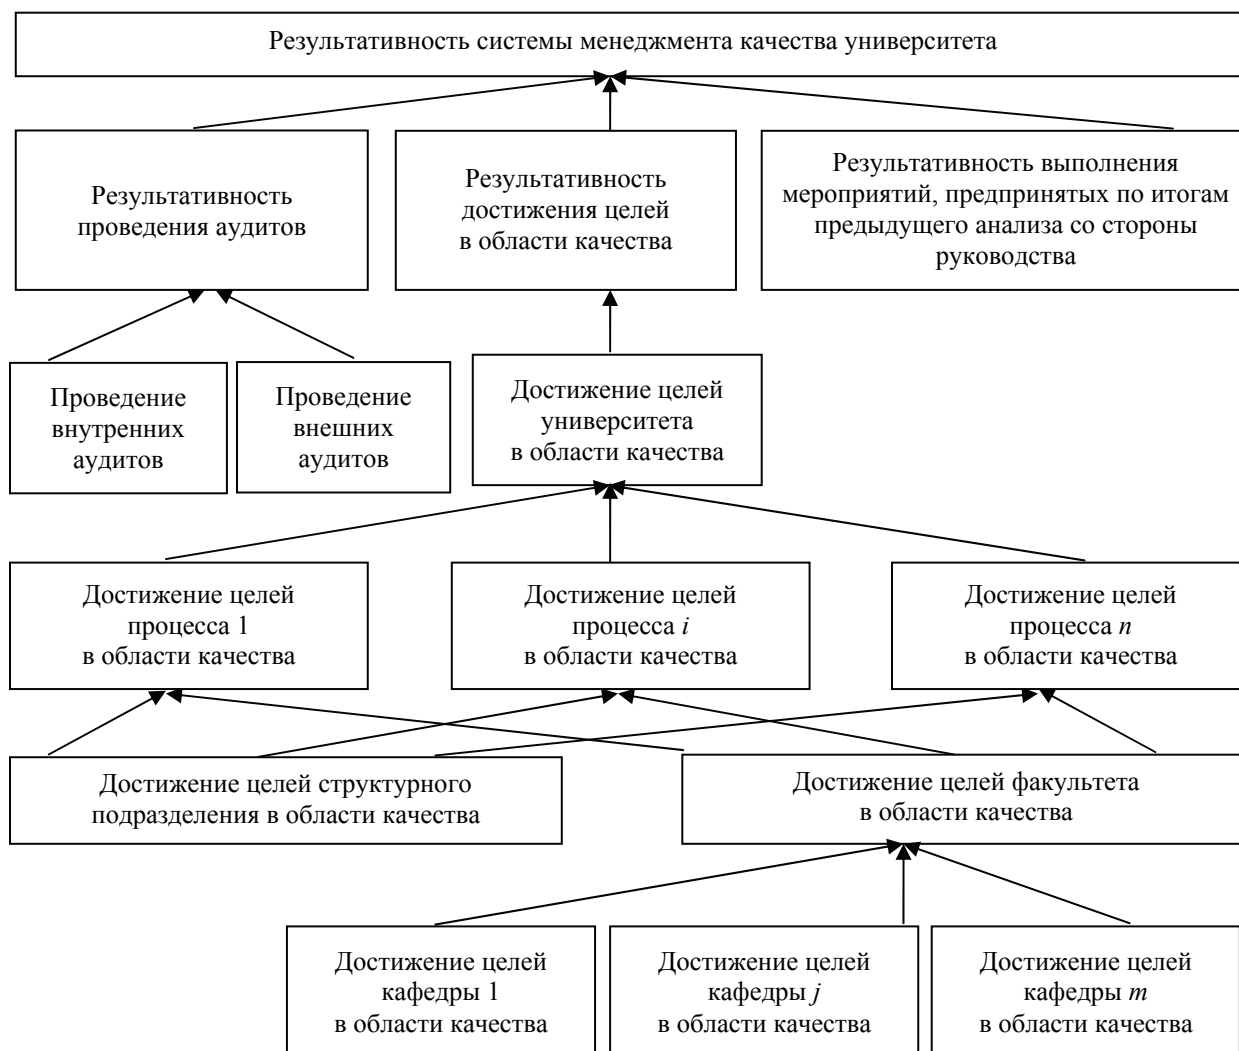 Результативность системы менеджмента качества университета
Результативность
проведения аудитов
Результативность
достижения целей
в области качества
Результативность выполнения
мероприятий, предпринятых по итогам
предыдущего анализа со стороны
руководства
Проведение
внутренних
аудитов
Проведение
внешних
аудитов
Достижение целей
университета
в области качества
Достижение целей
процесса 1
в области качества
Достижение целей
процесса i
в области качества
Достижение целей
процесса n
в области качества
Достижение целей структурного
подразделения в области качества
Достижение целей факультета
в области качества
Достижение целей
кафедры 1
в области качества
Достижение целей
кафедры j
в области качества
Достижение целей
кафедры m
в области качества